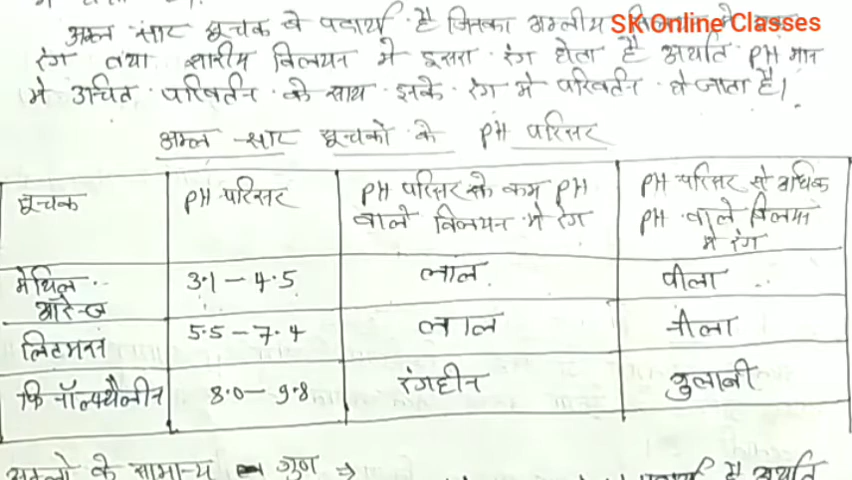 अम्ल क्षार सूचक वे पदार्थ है जिनका अम्लीय
SK Online Classes
रंग तथा क्षारीय विलयन मे दूसरा रंग होता है अर्थात PH मान
मे उचित परिवर्तन के साथ इनके रंग मे परिवर्तन हो जाता है।
अम्ल क्षार सूचको के PH परिसर
सूचक
PH परिसर
PH परिसर से कम PH
वाले विलयन मे रंग
PH परिसर से अधिक
PH वाले विलयन
मे रंग
मेथिल
ऑरेन्ज
3.1 – 4.5
लाल
पीला
लिटमस
5.5 – 7.4
लाल
नीला
फिनॉल्फथैलीन
8.0 – 9.8
रंगहीन
गुलाबी
अम्लो के सामान्य गुण →
पदार्थ है अर्थात